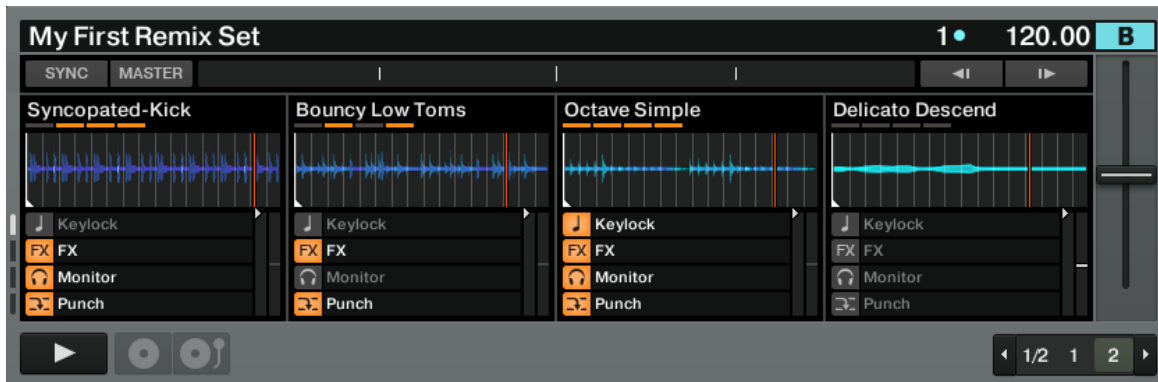 My First Remix Set 1 120.00 B
SYNC MASTER
Syncopated-Kick Bouncy Low Toms Octave Simple Delicato Descend
Keylock Keylock Keylock Keylock
FX FX FX FX FX FX FX FX
Monitor Monitor Monitor Monitor
Punch Punch Punch Punch
1/2 1 2